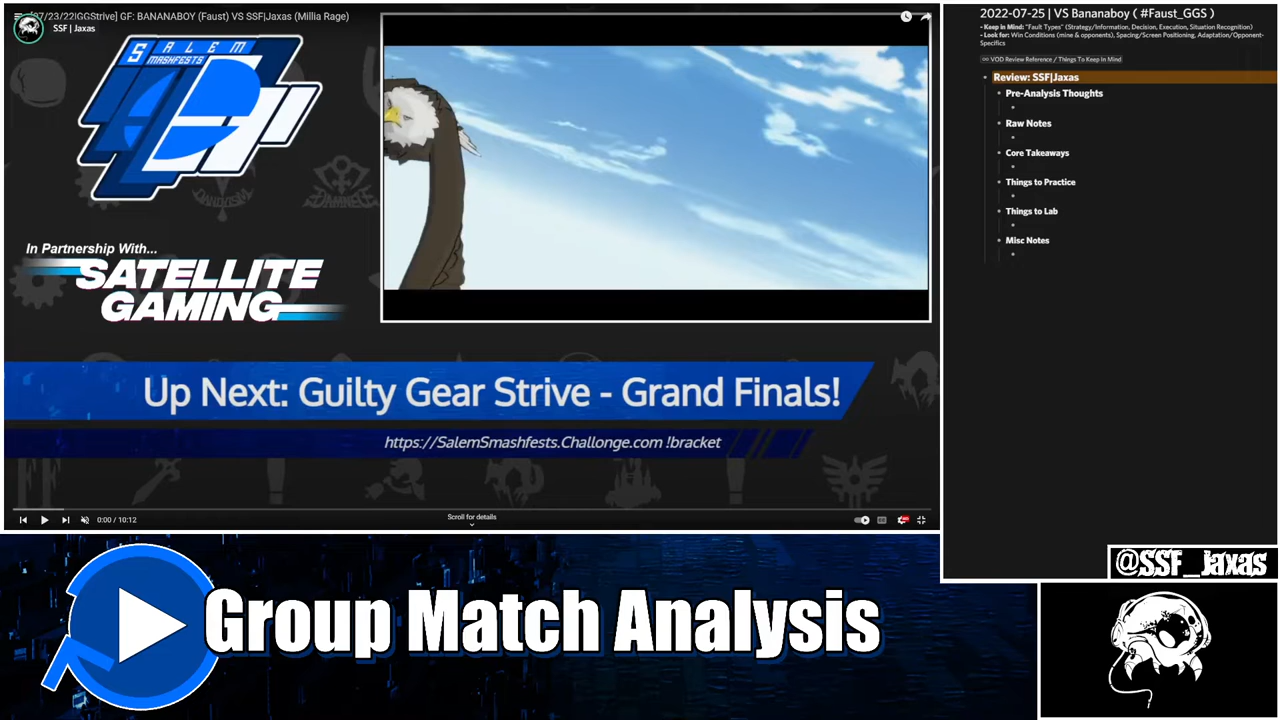 [07/23/22|GGStrive] GF: BANANABOY (Faust) VS SSF|Jaxas (Millia Rage)
SSF | Jaxas
SALEM
SMASHFESTS
In Partnership With...
SATELLITE
GAMING
Up Next: Guilty Gear Strive - Grand Finals!
https://SalemSmashfests.Challonge.com !bracket
Scroll for details
0:00 / 10:12
2022-07-25 | VS Bananaboy ( #Faust_GGS )
- Keep in Mind: "Fault Types" (Strategy/Information, Decision, Execution, Situation Recognition)
- Look for: Win Conditions (mine & opponents), Spacing/Screen Positioning, Adaptation/Opponent-
Specifics
VOD Review Reference / Things To Keep In Mind
Review: SSF|Jaxas
Pre-Analysis Thoughts
Raw Notes
Core Takeaways
Things to Practice
Things to Lab
Misc Notes
@SSF_Jaxas
Group Match Analysis